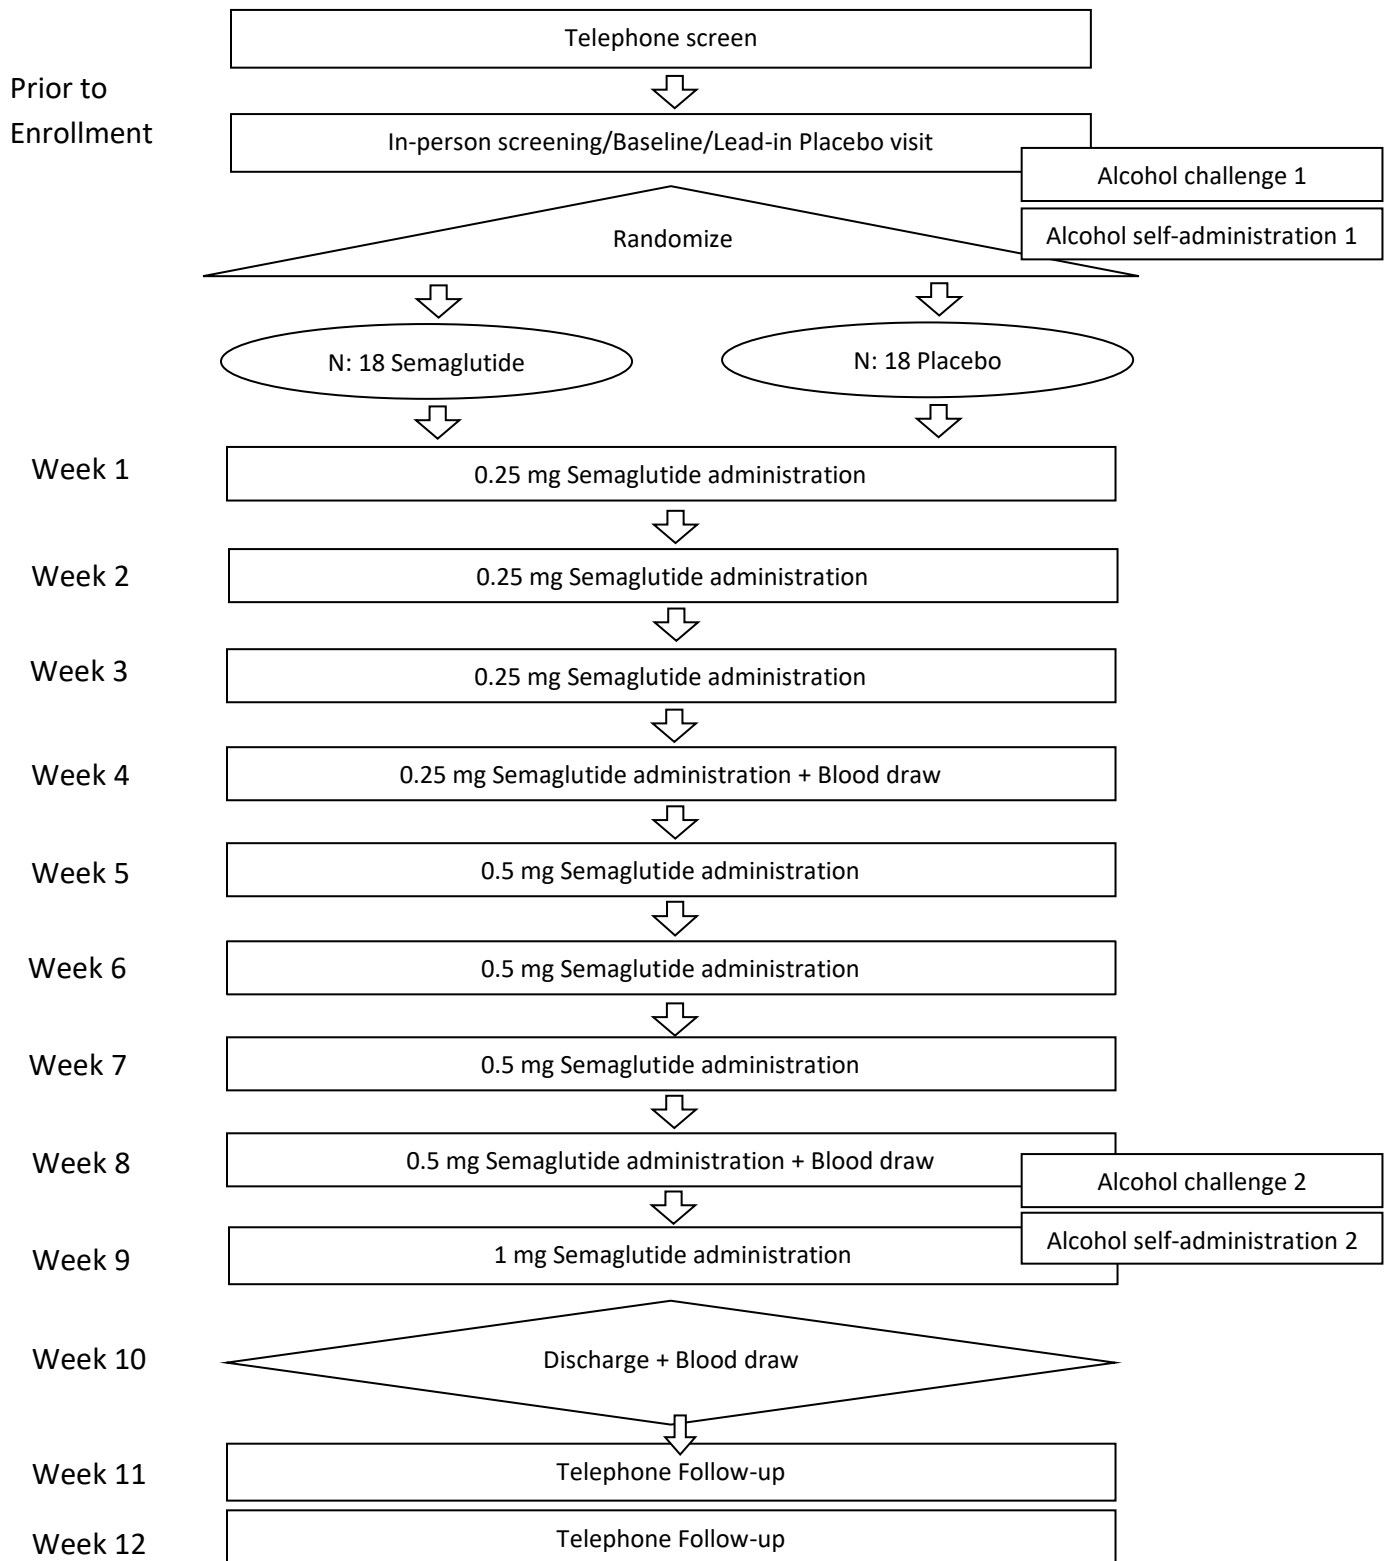 Telephone screen
Prior to
Enrollment
In-person screening/Baseline/Lead-in Placebo visit
Alcohol challenge 1
Alcohol self-administration 1
Randomize
N: 18 Semaglutide
N: 18 Placebo
Week 1
0.25 mg Semaglutide administration
Week 2
0.25 mg Semaglutide administration
Week 3
0.25 mg Semaglutide administration
Week 4
0.25 mg Semaglutide administration + Blood draw
Week 5
0.5 mg Semaglutide administration
Week 6
0.5 mg Semaglutide administration
Week 7
0.5 mg Semaglutide administration
Week 8
0.5 mg Semaglutide administration + Blood draw
Alcohol challenge 2
Alcohol self-administration 2
Week 9
1 mg Semaglutide administration
Week 10
Discharge + Blood draw
Week 11
Telephone Follow-up
Week 12
Telephone Follow-up